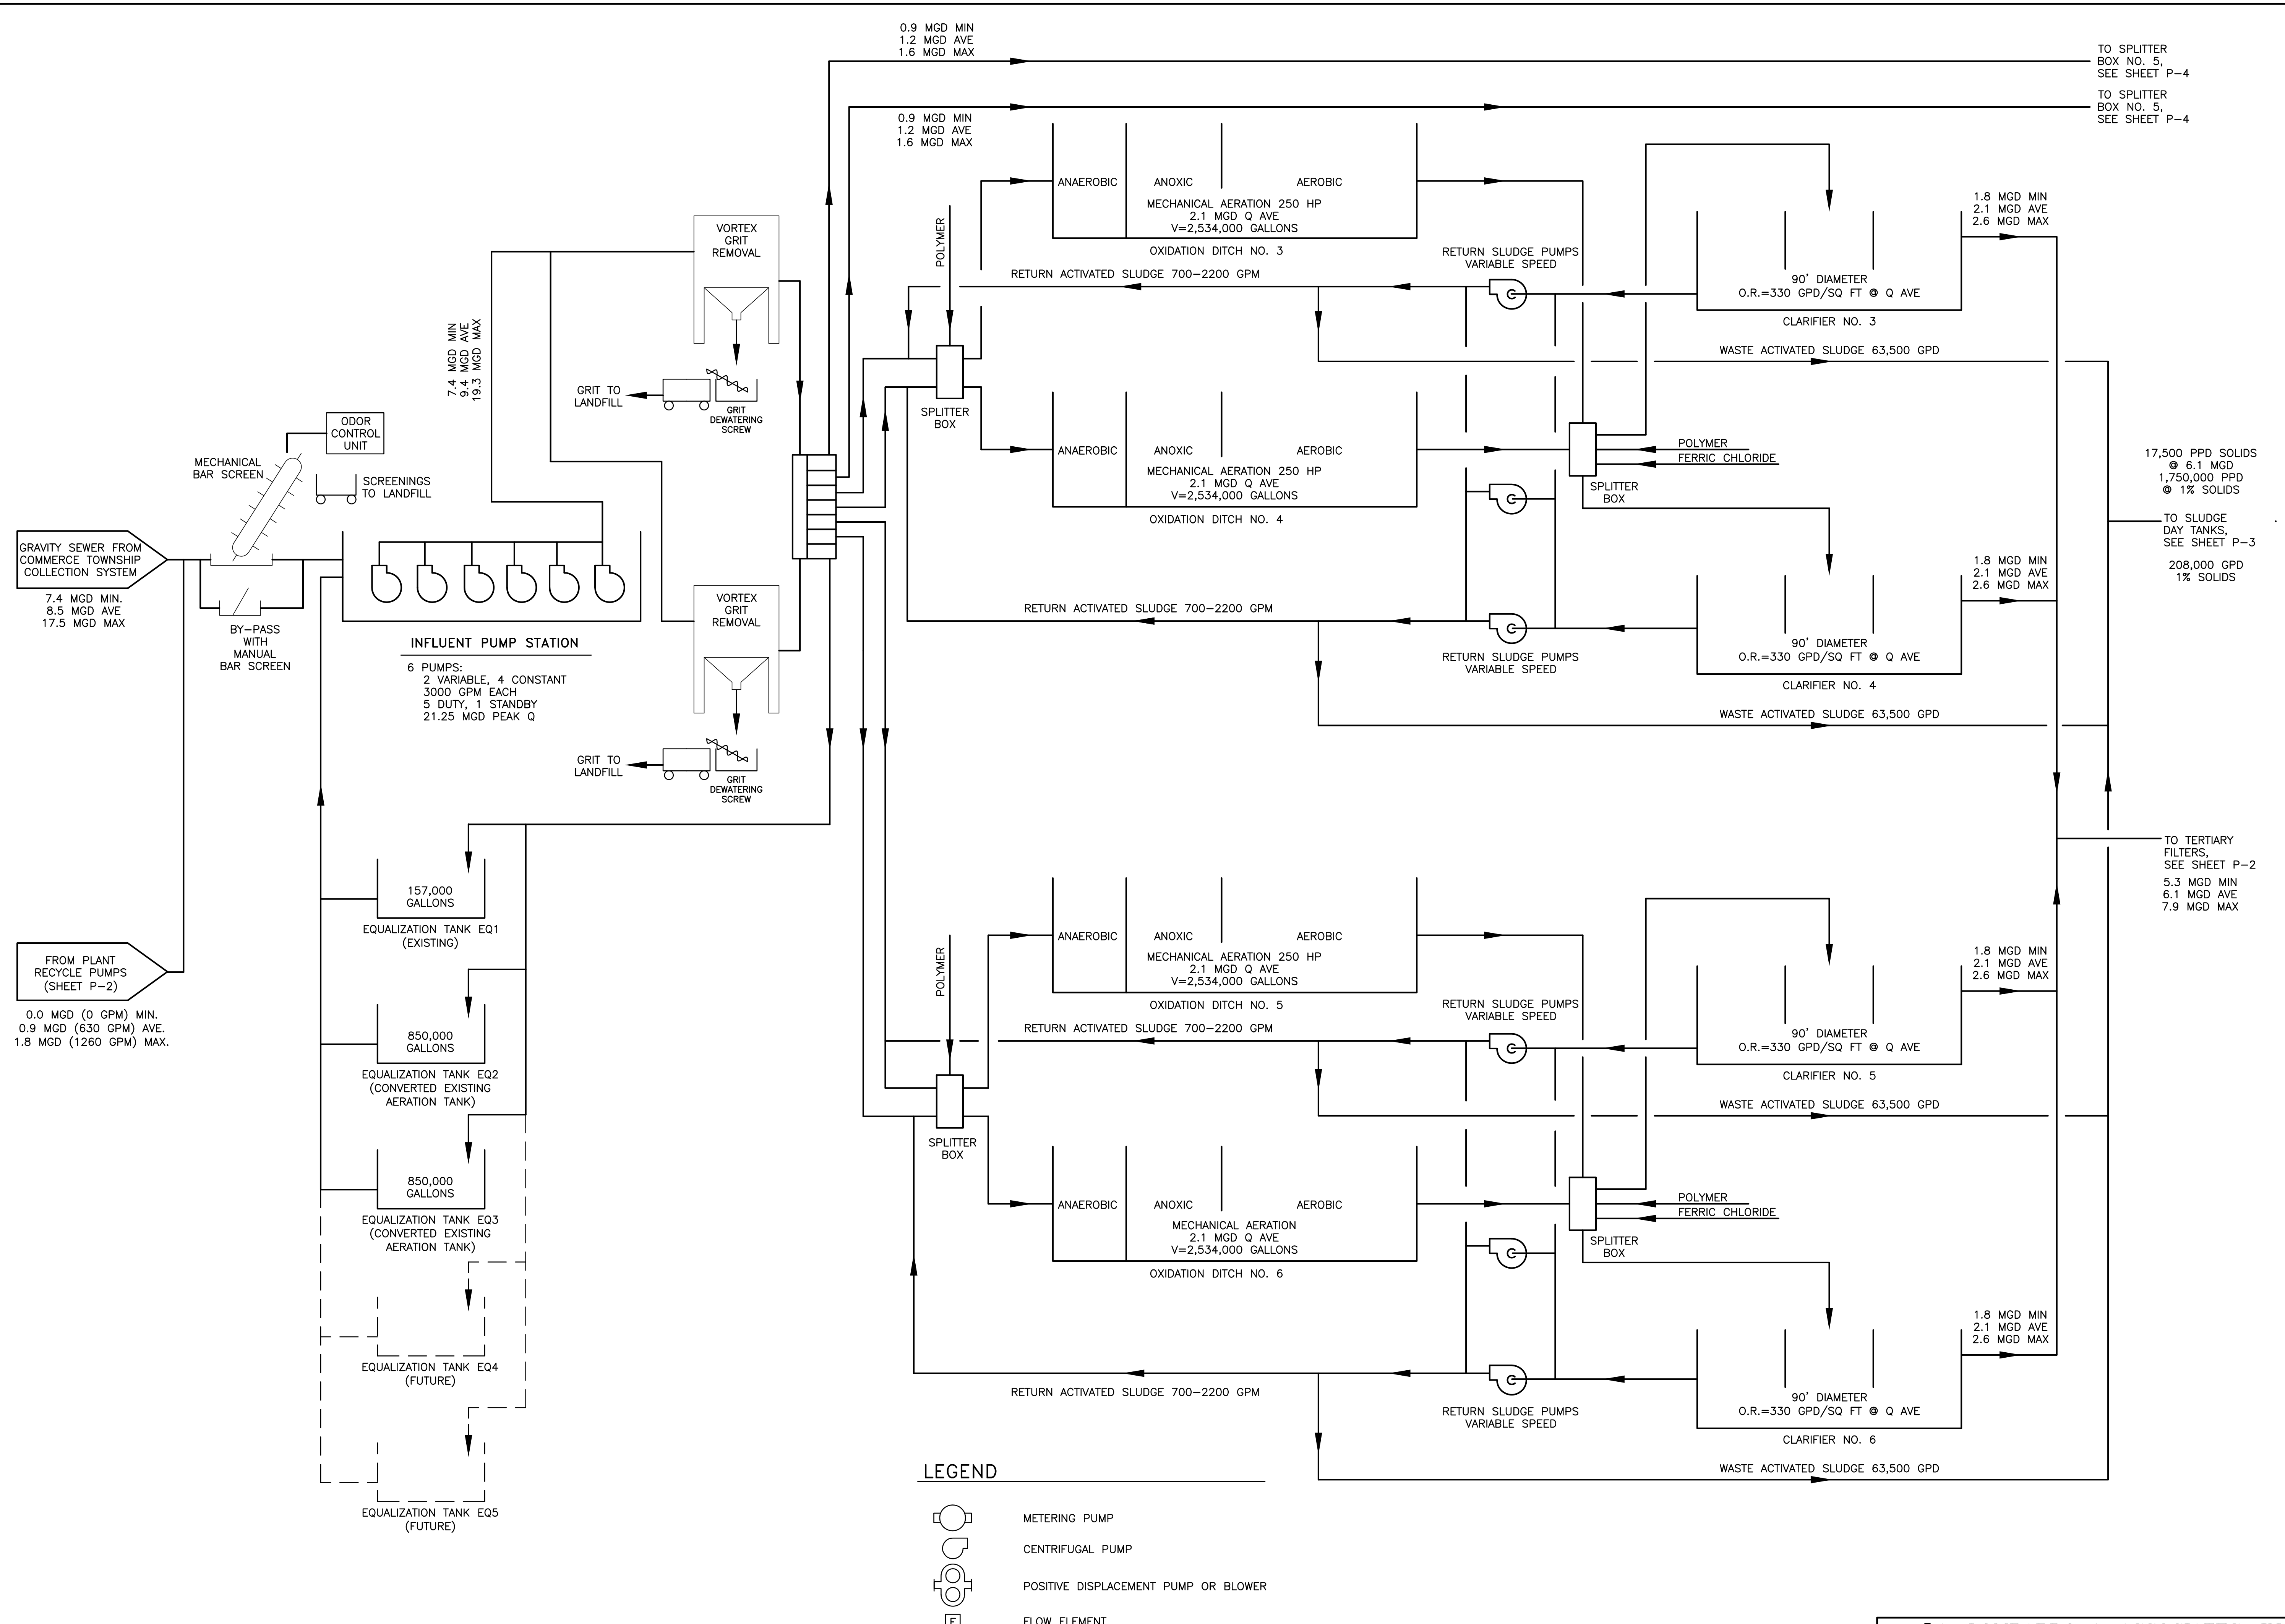 0.9 MGD MIN
1.2 MGD AVE
1.6 MGD MAX
TO SPLITTER
BOX NO. 5,
SEE SHEET P-4
TO SPLITTER
BOX NO. 5,
SEE SHEET P-4
0.9 MGD MIN
1.2 MGD AVE
1.6 MGD MAX
VORTEX
GRIT
REMOVAL
7.4 MGD MIN
9.4 MGD AVE
19.3 MGD MAX
GRIT TO
LANDFILL
GRIT
DEWATERING
SCREW
ODOR
CONTROL
UNIT
MECHANICAL
BAR SCREEN
SCREENINGS
TO LANDFILL
GRAVITY SEWER FROM
COMMERCE TOWNSHIP
COLLECTION SYSTEM
7.4 MGD MIN.
8.5 MGD AVE
17.5 MGD MAX
BY-PASS
WITH
MANUAL
BAR SCREEN
INFLUENT PUMP STATION
6 PUMPS:
2 VARIABLE, 4 CONSTANT
3000 GPM EACH
5 DUTY, 1 STANDBY
21.25 MGD PEAK Q
VORTEX
GRIT
REMOVAL
GRIT TO
LANDFILL
GRIT
DEWATERING
SCREW
157,000
GALLONS
EQUALIZATION TANK EQ1
(EXISTING)
FROM PLANT
RECYCLE PUMPS
(SHEET P-2)
0.0 MGD (0 GPM) MIN.
0.9 MGD (630 GPM) AVE.
1.8 MGD (1260 GPM) MAX.
850,000
GALLONS
EQUALIZATION TANK EQ2
(CONVERTED EXISTING
AERATION TANK)
850,000
GALLONS
EQUALIZATION TANK EQ3
(CONVERTED EXISTING
AERATION TANK)
EQUALIZATION TANK EQ4
(FUTURE)
EQUALIZATION TANK EQ5
(FUTURE)
POLYMER
SPLITTER
BOX
ANAEROBIC ANOXIC AEROBIC
MECHANICAL AERATION 250 HP
2.1 MGD Q AVE
V=2,534,000 GALLONS
OXIDATION DITCH NO. 3
RETURN ACTIVATED SLUDGE 700-2200 GPM
RETURN SLUDGE PUMPS
VARIABLE SPEED
C
90' DIAMETER
O.R.=330 GPD/SQ FT @ Q AVE
CLARIFIER NO. 3
1.8 MGD MIN
2.1 MGD AVE
2.6 MGD MAX
WASTE ACTIVATED SLUDGE 63,500 GPD
ANAEROBIC ANOXIC AEROBIC
MECHANICAL AERATION 250 HP
2.1 MGD Q AVE
V=2,534,000 GALLONS
OXIDATION DITCH NO. 4
POLYMER
FERRIC CHLORIDE
SPLITTER
BOX
C
17,500 PPD SOLIDS
@ 6.1 MGD
1,750,000 PPD
@ 1% SOLIDS
TO SLUDGE
DAY TANKS,
SEE SHEET P-3
208,000 GPD
1% SOLIDS
RETURN ACTIVATED SLUDGE 700-2200 GPM
C
RETURN SLUDGE PUMPS
VARIABLE SPEED
90' DIAMETER
O.R.=330 GPD/SQ FT @ Q AVE
CLARIFIER NO. 4
1.8 MGD MIN
2.1 MGD AVE
2.6 MGD MAX
WASTE ACTIVATED SLUDGE 63,500 GPD
TO TERTIARY
FILTERS,
SEE SHEET P-2
5.3 MGD MIN
6.1 MGD AVE
7.9 MGD MAX
POLYMER
SPLITTER
BOX
ANAEROBIC ANOXIC AEROBIC
MECHANICAL AERATION 250 HP
2.1 MGD Q AVE
V=2,534,000 GALLONS
OXIDATION DITCH NO. 5
RETURN ACTIVATED SLUDGE 700-2200 GPM
RETURN SLUDGE PUMPS
VARIABLE SPEED
C
90' DIAMETER
O.R.=330 GPD/SQ FT @ Q AVE
CLARIFIER NO. 5
1.8 MGD MIN
2.1 MGD AVE
2.6 MGD MAX
WASTE ACTIVATED SLUDGE 63,500 GPD
ANAEROBIC ANOXIC AEROBIC
MECHANICAL AERATION
2.1 MGD Q AVE
V=2,534,000 GALLONS
OXIDATION DITCH NO. 6
POLYMER
FERRIC CHLORIDE
SPLITTER
BOX
C
RETURN ACTIVATED SLUDGE 700-2200 GPM
C
RETURN SLUDGE PUMPS
VARIABLE SPEED
90' DIAMETER
O.R.=330 GPD/SQ FT @ Q AVE
CLARIFIER NO. 6
1.8 MGD MIN
2.1 MGD AVE
2.6 MGD MAX
WASTE ACTIVATED SLUDGE 63,500 GPD
LEGEND
METERING PUMP
CENTRIFUGAL PUMP
POSITIVE DISPLACEMENT PUMP OR BLOWER
F FLOW ELEMENT